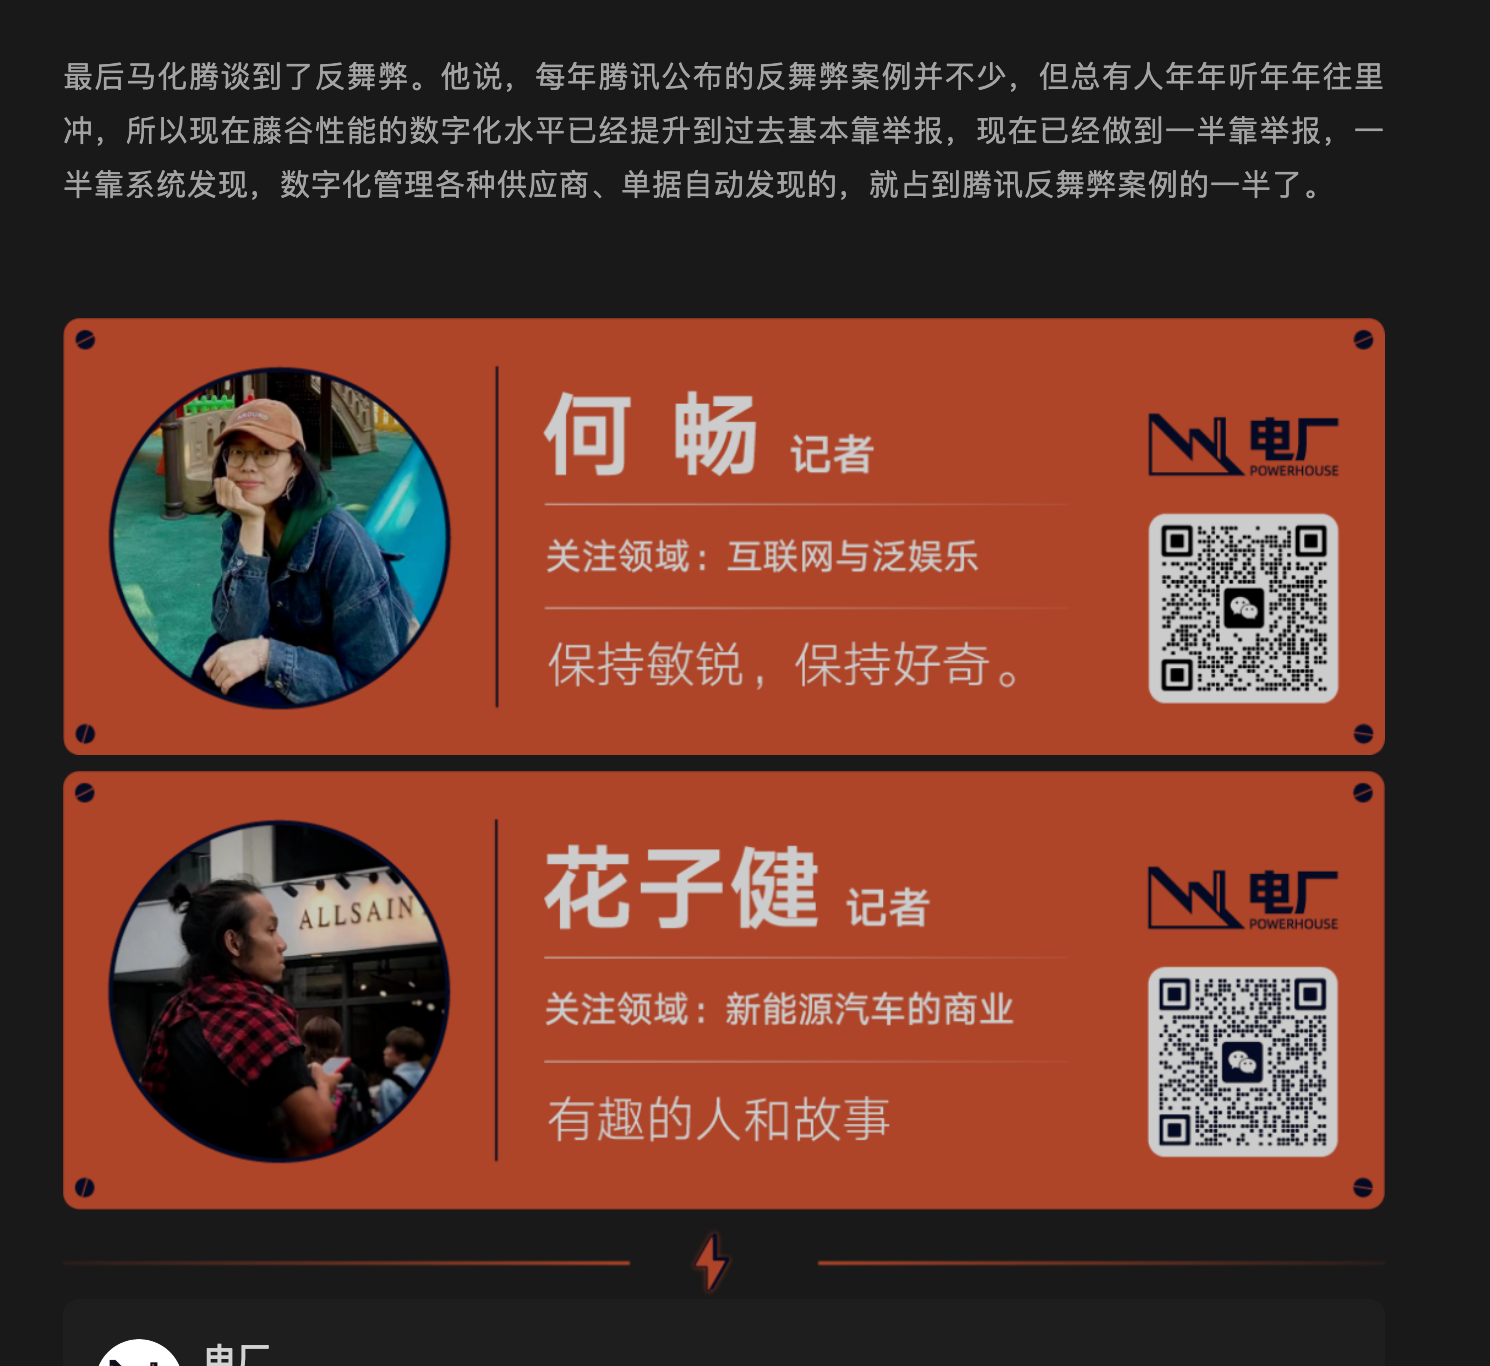 最后马化腾谈到了反舞弊。他说，每年腾讯公布的反舞弊案例并不少，但总有人年年听年年往里
冲，所以现在藤谷性能的数字化水平已经提升到过去基本靠举报，现在已经做到一半靠举报，一
半靠系统发现，数字化管理各种供应商、单据自动发现的，就占到腾讯反舞弊案例的一半了。
何 畅 记者
关注领域：互联网与泛娱乐
保持敏锐，保持好奇。
电厂
POWERHOUSE
ALLSAIN
花子健 记者
关注领域：新能源汽车的商业
有趣的人和故事
电厂
POWERHOUSE
电厂